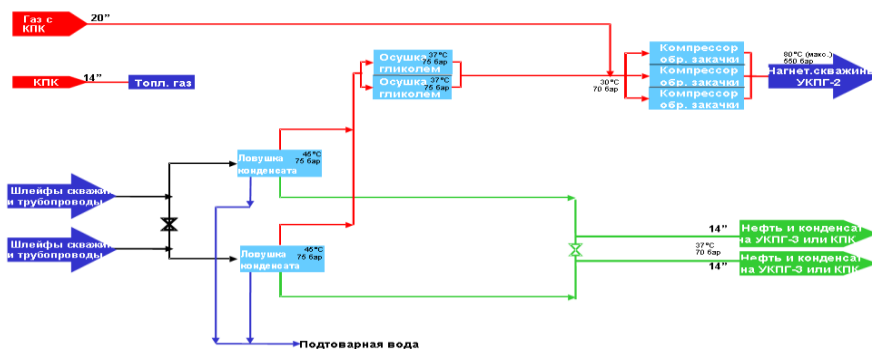 Газ с
КПК
20”
КПК
14”
Топл. газ
Осушка
гликолем
37°C
75 бар
Осушка
гликолем
37°C
75 бар
30°C
70 бар
Компрессор
обр. закачки
Компрессор
обр. закачки
Компрессор
обр. закачки
80°C (макс.)
550 бар
Нагнет.скважины
УКПГ-2
Ловушка
конденсата
45°C
75 бар
Шлейфы скважин
и трубопроводы
Шлейфы скважин
и трубопроводы
Ловушка
конденсата
45°C
75 бар
14”
Нефть и конденсат
на УКПГ-3 или КПК
37°C
70 бар
14”
Нефть и конденсат
на УКПГ-3 или КПК
Подтоварная вода